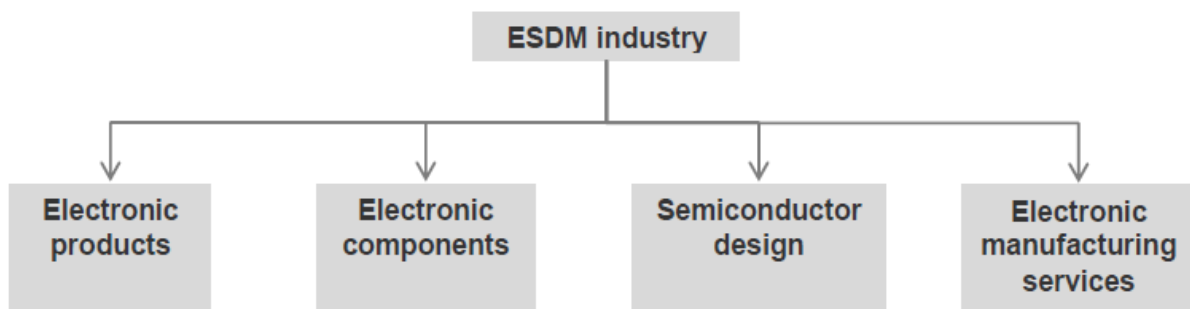 ESDM industry
Electronic
products
Electronic
components
Semiconductor
design
Electronic
manufacturing
services